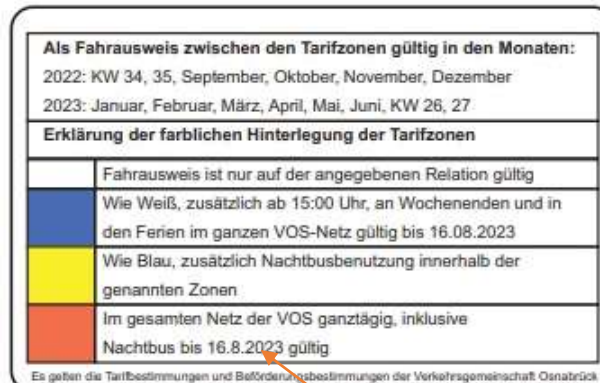 Als Fahrausweis zwischen den Tarifzonen gültig in den Monaten:
2022: KW 34, 35, September, Oktober, November, Dezember
2023: Januar, Februar, März, April, Mai, Juni, KW 26, 27
Erklärung der farblichen Hinterlegung der Tarifzonen
Fahrausweis ist nur auf der angegebenen Relation gültig
Wie Weiß, zusätzlich ab 15:00 Uhr, an Wochenenden und in
den Ferien im ganzen VOS-Netz gültig bis 16.08.2023
Wie Blau, zusätzlich Nachtbusbenutzung innerhalb der
genannten Zonen
Im gesamten Netz der VOS ganztägig, inklusive
Nachtbus bis 16.8.2023 gültig
Es gelten die Tarifbestimmungen und Beförderungsbestimmungen der Verkehrsgemeinschaft Osnabrück